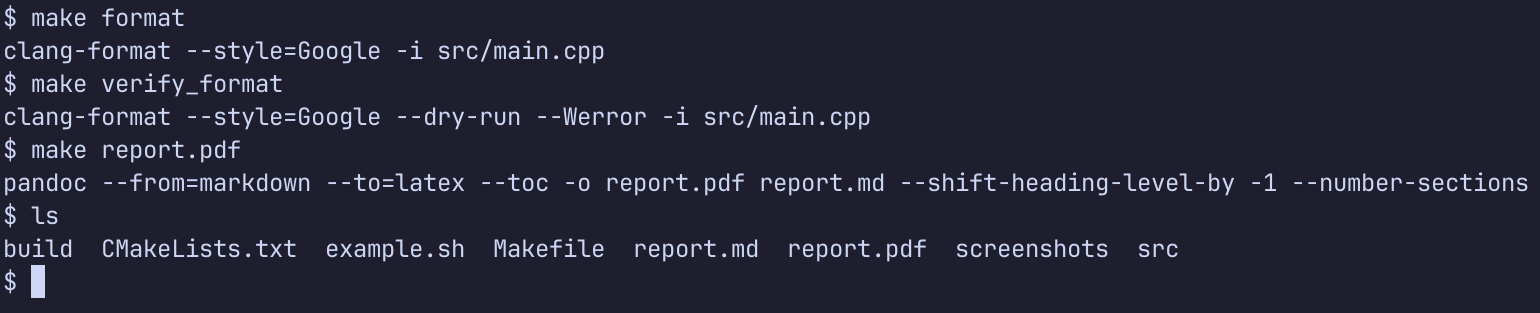 $ make format
clang-format --style=Google -i src/main.cpp
$ make verify_format
clang-format --style=Google --dry-run --Werror -i src/main.cpp
$ make report.pdf
pandoc --from=markdown --to=latex --toc -o report.pdf report.md --shift-heading-level-by -1 --number-sections
$ ls
build  CMakeLists.txt  example.sh  Makefile  report.md  report.pdf  screenshots  src
$